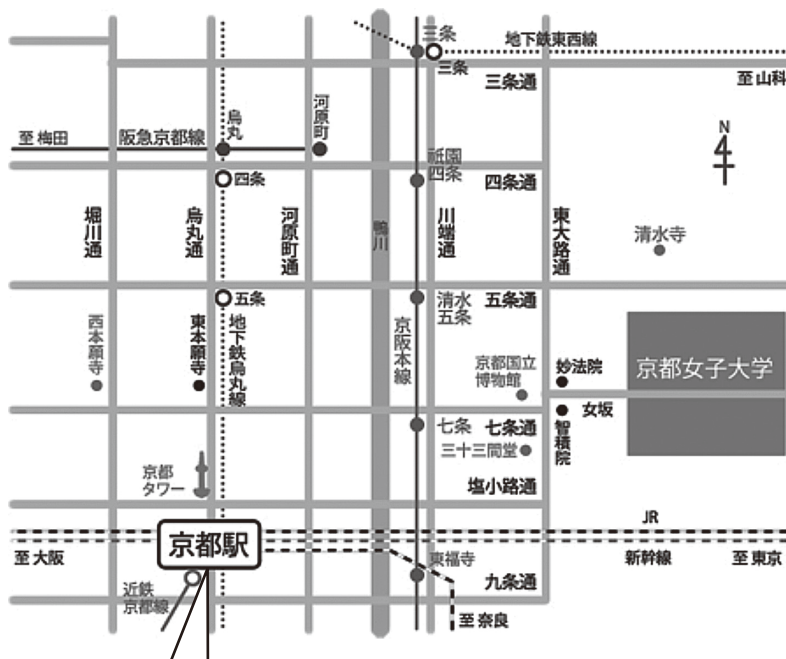 三条
地下鉄東西線
三条
三条通
至山科
河原町
烏丸
至 梅田
阪急京都線
N
祇園
四条
四条
四条通
堀川通
烏丸通
河原町通
鴨川
川端通
東大路通
清水寺
五条
清水
五条
五条通
西本願寺
東本願寺
地下鉄烏丸線
京阪本線
京都国立
博物館
妙法院
京都女子大学
女坂
七条
七条通
智積院
三十三間堂
京都
タワー
塩小路通
JR
京都駅
至 大阪
東福寺
新幹線
至 東京
近鉄
京都線
九条通
至 奈良